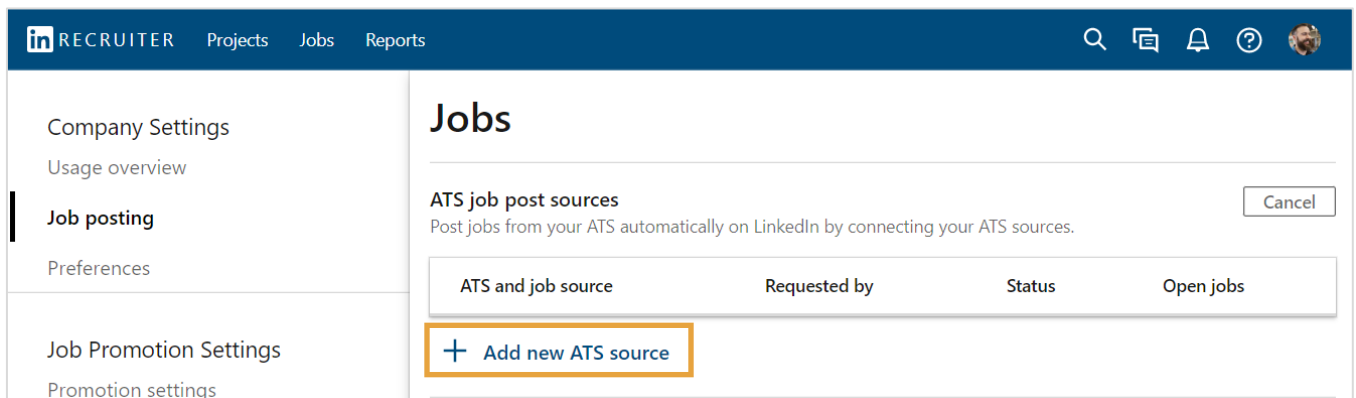 in RECRUITER Projects Jobs Reports
Company Settings
Usage overview
Job posting
Preferences
Job Promotion Settings
Promotion settings
Jobs
ATS job post sources
Cancel
Post jobs from your ATS automatically on LinkedIn by connecting your ATS sources.
ATS and job source Requested by Status Open jobs
+ Add new ATS source